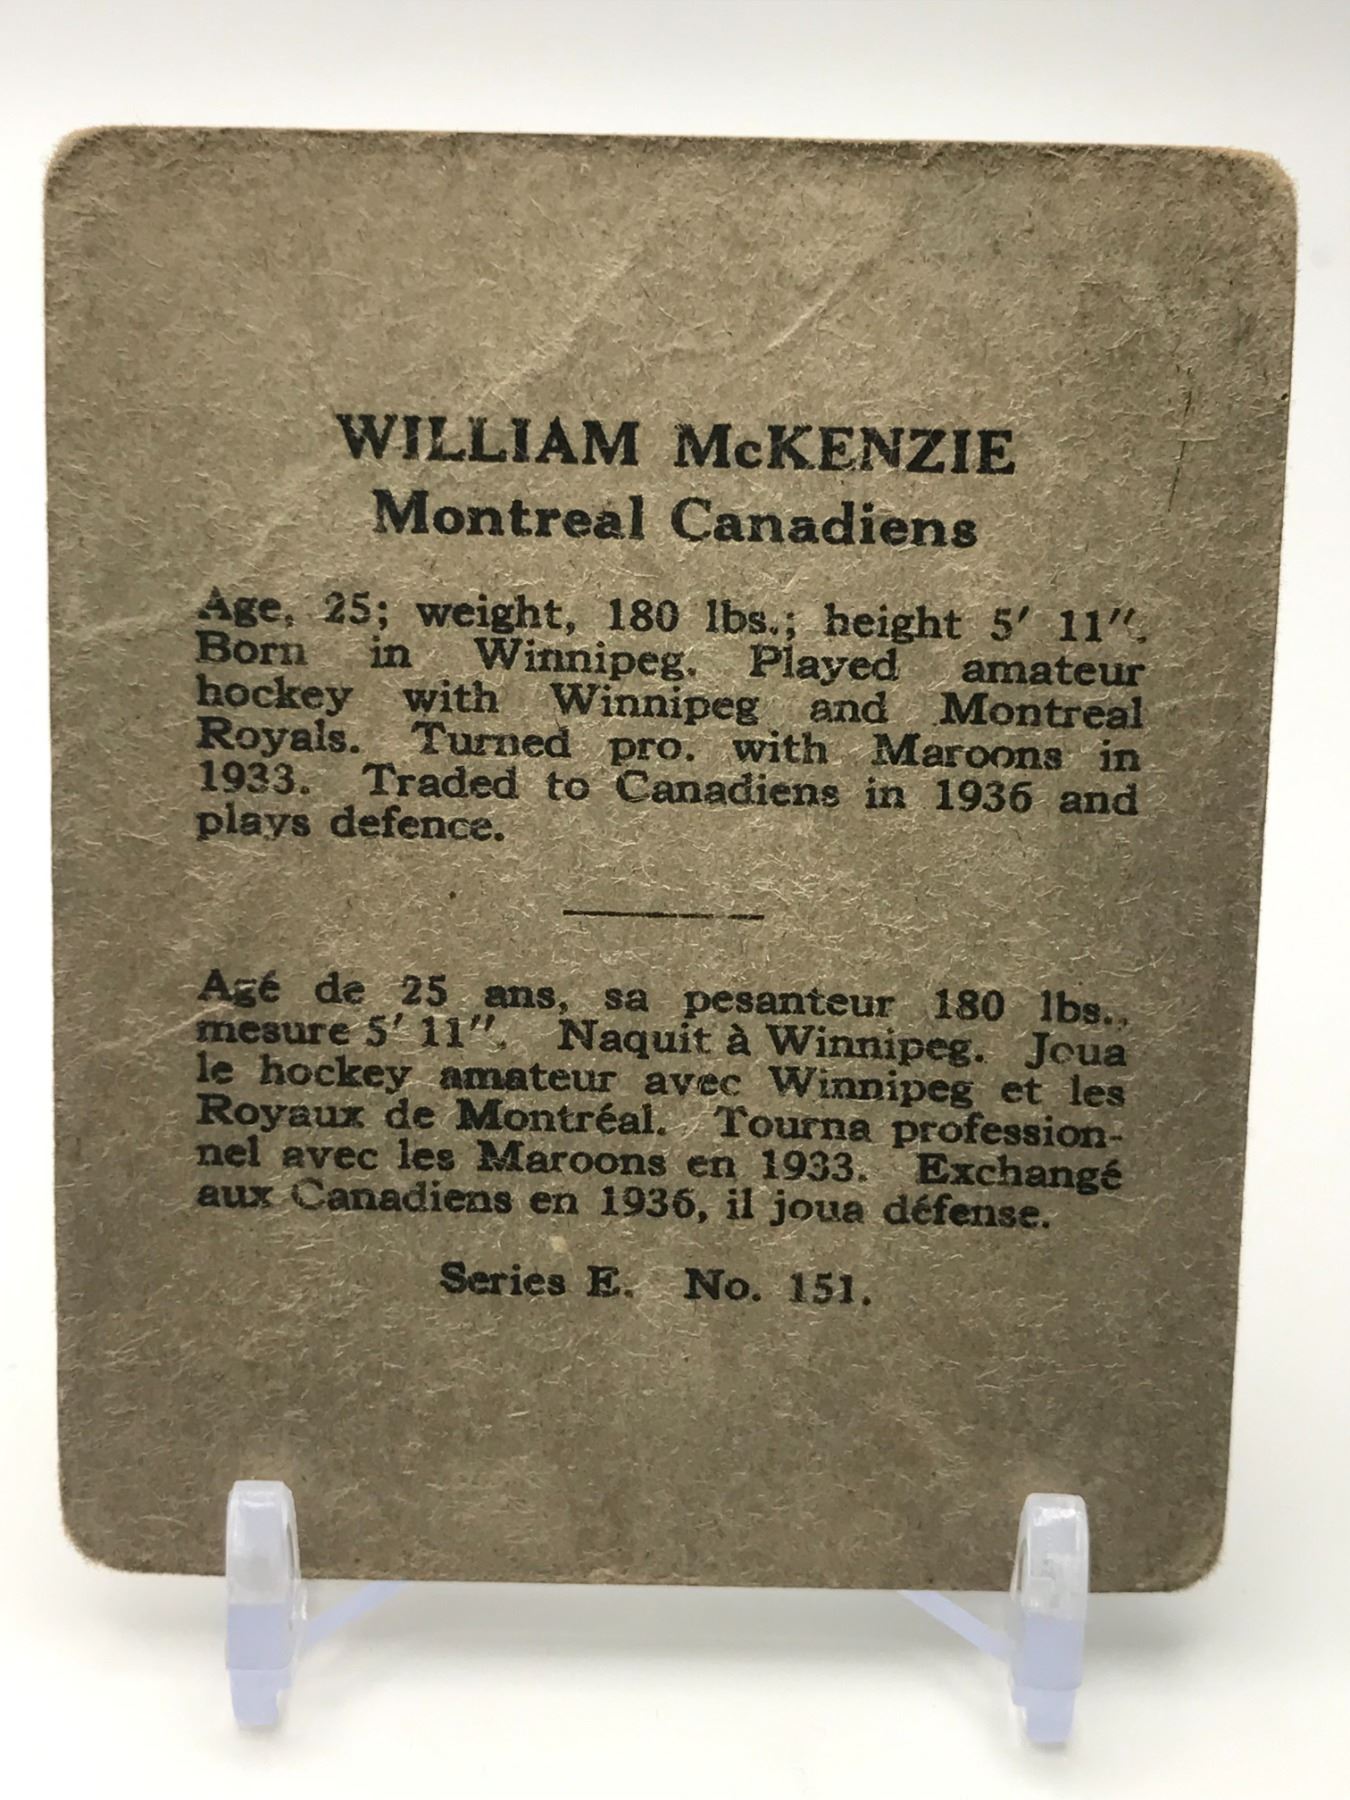 WILLIAM McKENZIE
Montreal Canadiens
Age, 25; weight, 180 lbs.; height 5′ 11″.
Born in Winnipeg. Played amateur
hockey with Winnipeg and Montreal
Royals. Turned pro. with Maroons in
1933. Traded to Canadiens in 1936 and
plays defence.
Agé de 25 ans, sa pesanteur 180 lbs.,
mesure 5′ 11″. Naquit à Winnipeg. Joua
le hockey amateur avec Winnipeg et les
Royaux de Montréal. Tourna profession-
nel avec les Maroons en 1933. Exchangé
aux Canadiens en 1936, il joua défense.
Series E. No. 151.